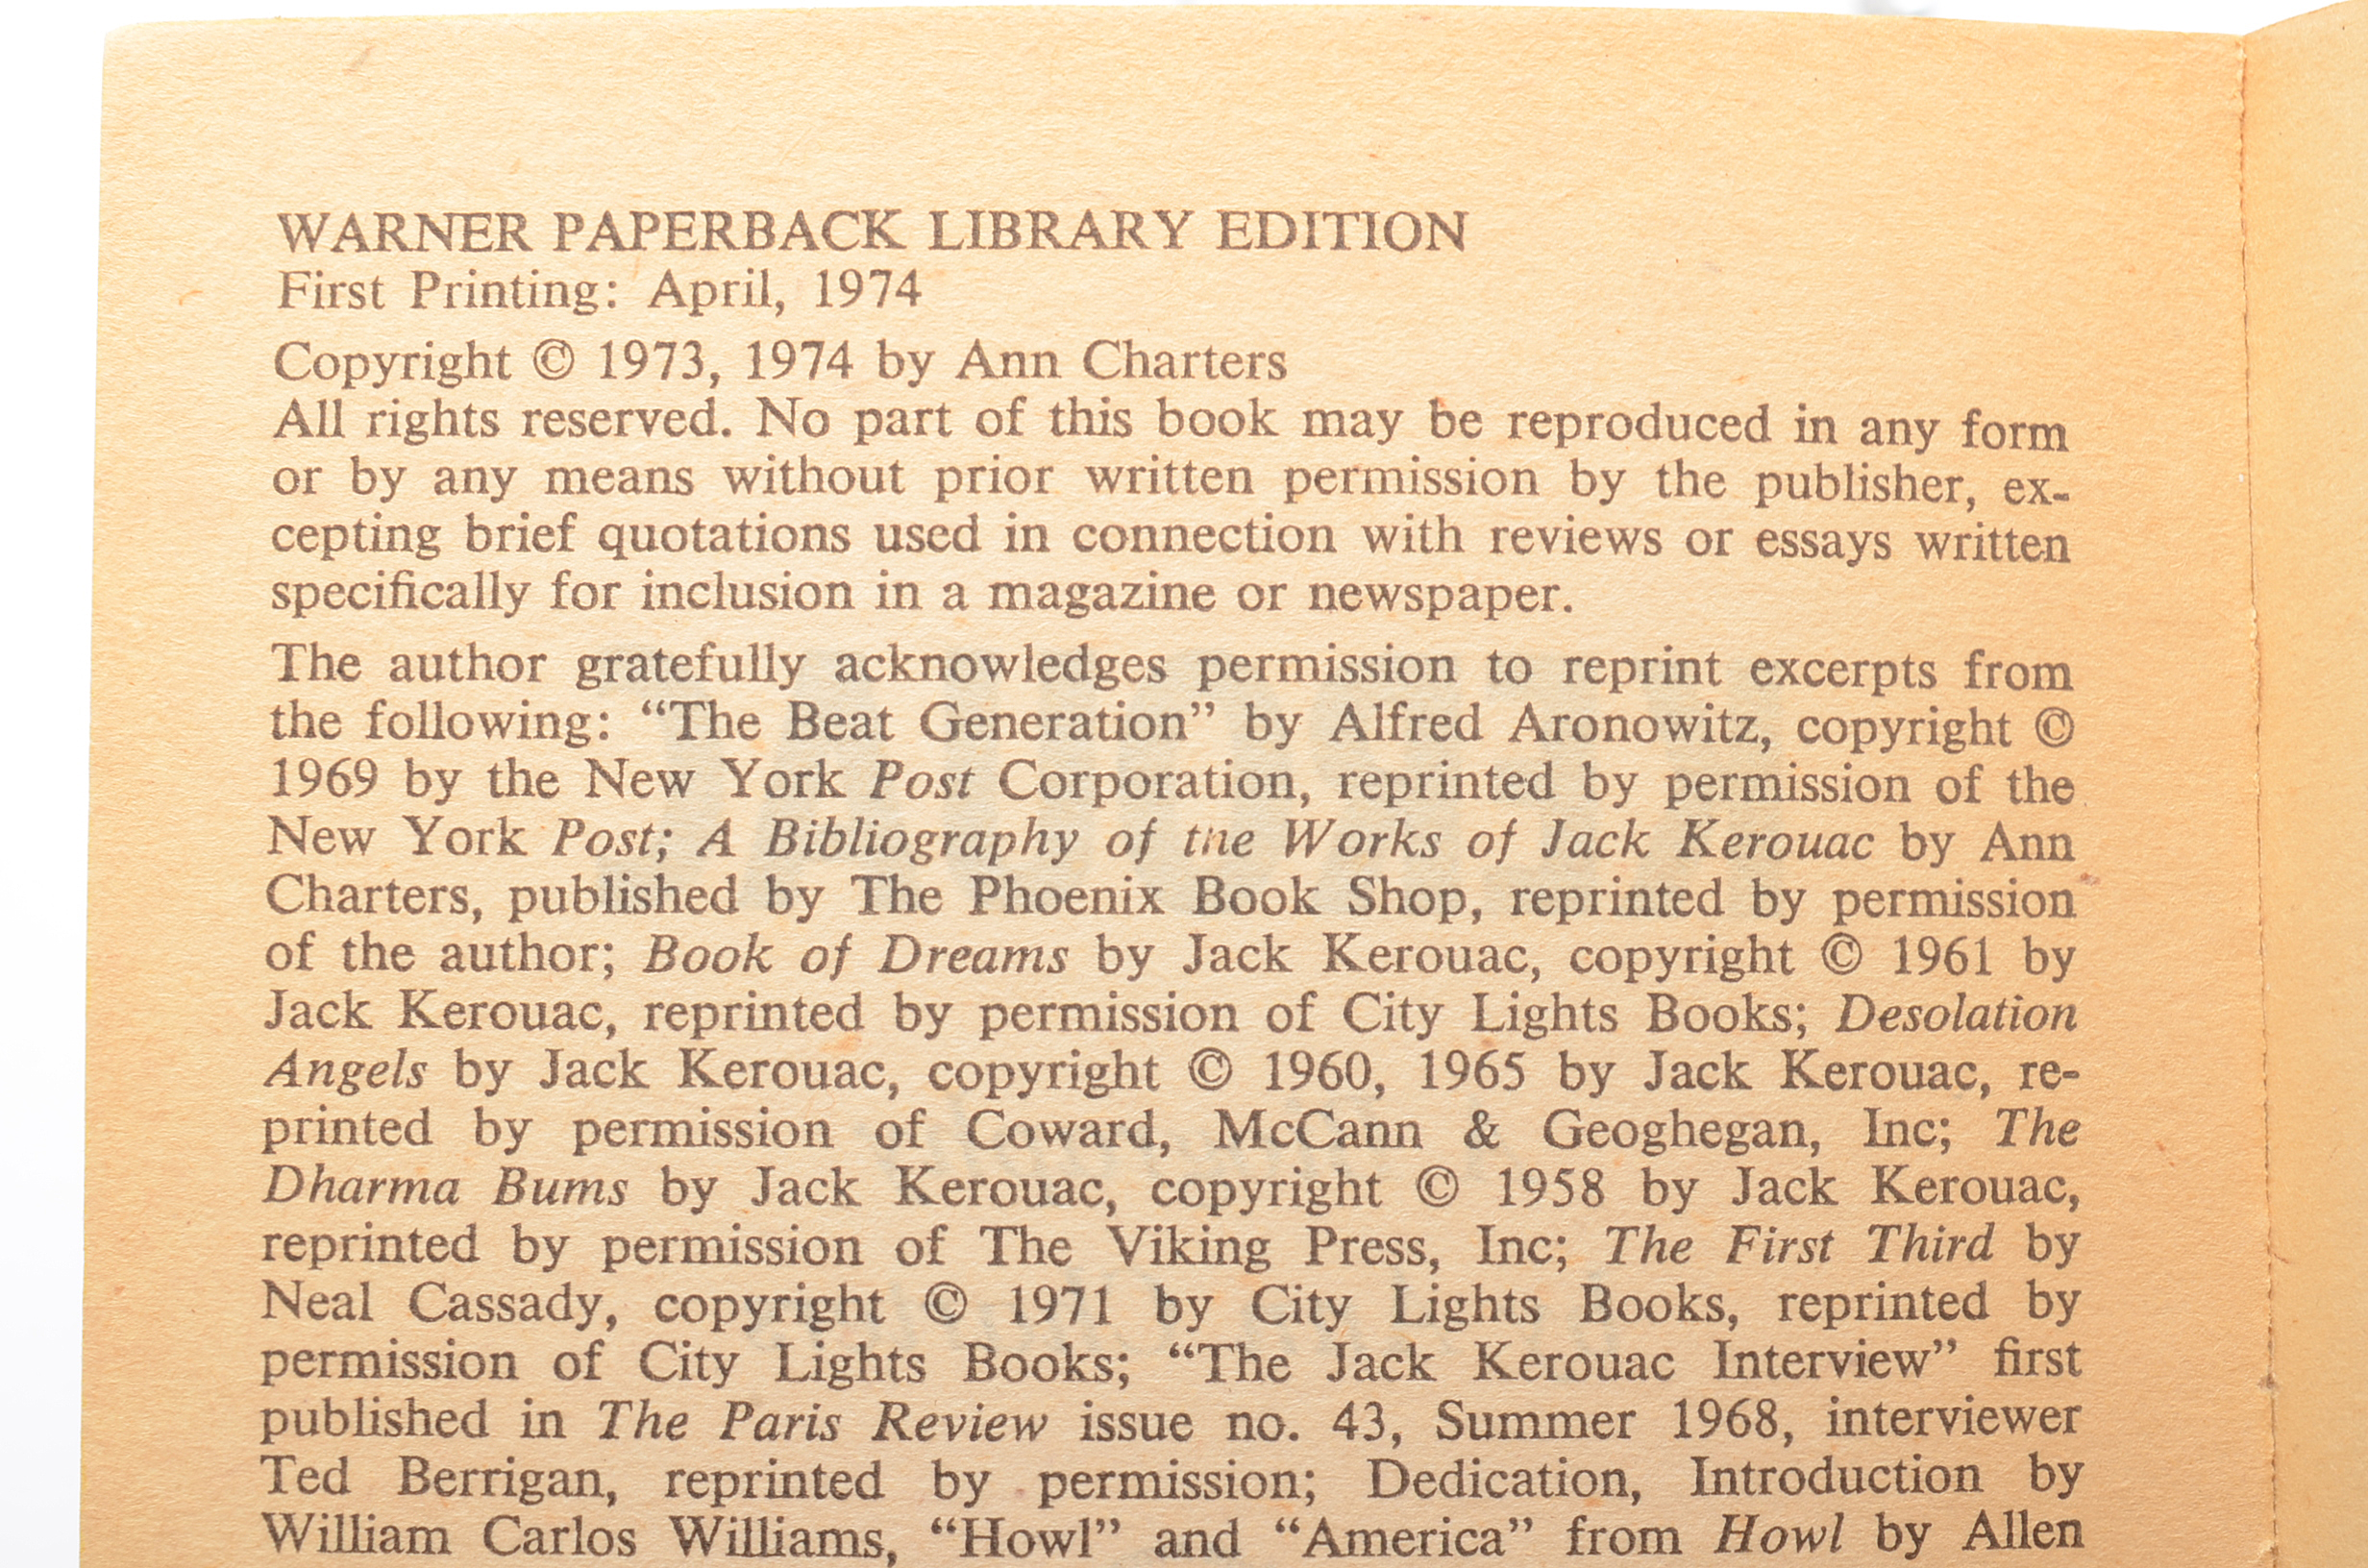 WARNER PAPERBACK LIBRARY EDITION
First Printing: April, 1974
Copyright © 1973, 1974 by Ann Charters
All rights reserved. No part of this book may be reproduced in any form
or by any means without prior written permission by the publisher, ex-
cepting brief quotations used in connection with reviews or essays written
specifically for inclusion in a magazine or newspaper.
The author gratefully acknowledges permission to reprint excerpts from
the following: “The Beat Generation” by Alfred Aronowitz, copyright ©
1969 by the New York Post Corporation, reprinted by permission of the
New York Post; A Bibliography of the Works of Jack Kerouac by Ann
Charters, published by The Phoenix Book Shop, reprinted by permission
of the author; Book of Dreams by Jack Kerouac, copyright © 1961 by
Jack Kerouac, reprinted by permission of City Lights Books; Desolation
Angels by Jack Kerouac, copyright © 1960, 1965 by Jack Kerouac, re-
printed by permission of Coward, McCann & Geoghegan, Inc; The
Dharma Bums by Jack Kerouac, copyright © 1958 by Jack Kerouac,
reprinted by permission of The Viking Press, Inc; The First Third by
Neal Cassady, copyright © 1971 by City Lights Books, reprinted by
permission of City Lights Books; “The Jack Kerouac Interview” first
published in The Paris Review issue no. 43, Summer 1968, interviewer
Ted Berrigan, reprinted by permission; Dedication, Introduction by
William Carlos Williams, “Howl” and “America” from Howl by Allen